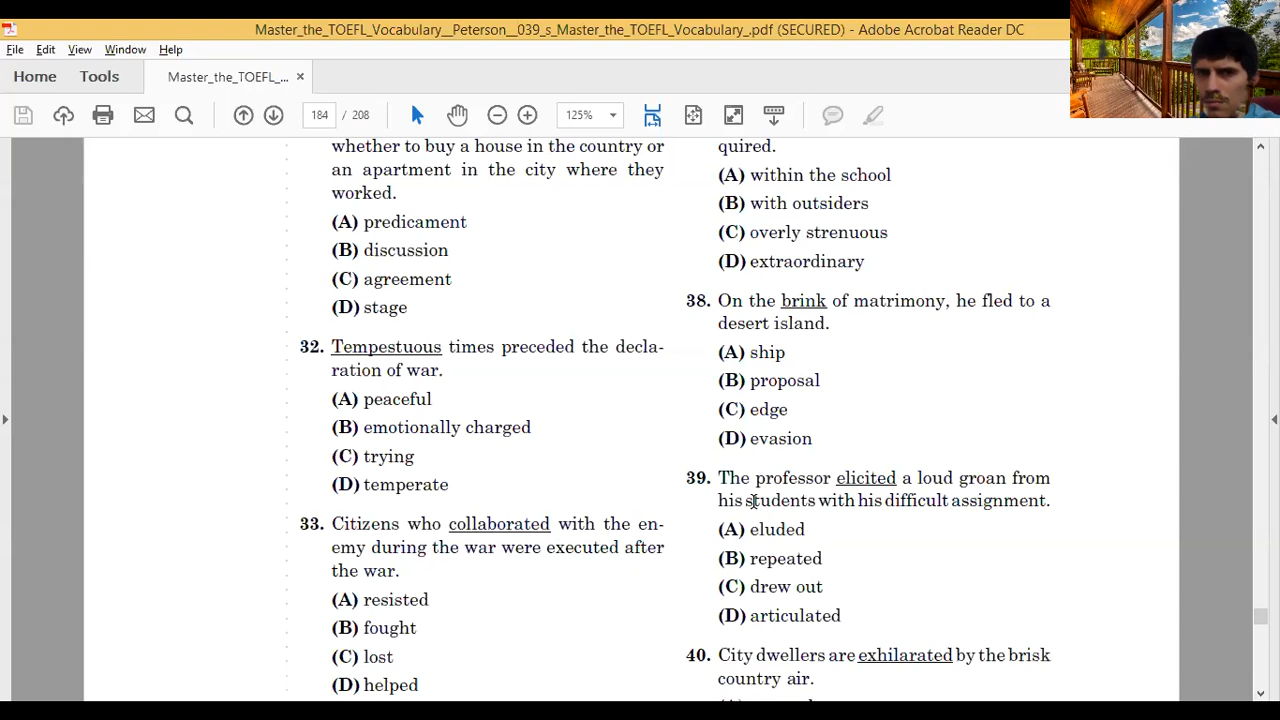 Master_the_TOEFL_Vocabulary__Peterson__039_s_Master_the_TOEFL_Vocabulary_.pdf (SECURED) - Adobe Acrobat Reader DC
File Edit View Window Help
Home Tools Master_the_TOEFL_... ×
184 / 208 125%
whether to buy a house in the country or
an apartment in the city where they
worked.
(A) predicament
(B) discussion
(C) agreement
(D) stage
32. Tempestuous times preceded the decla-
ration of war.
(A) peaceful
(B) emotionally charged
(C) trying
(D) temperate
33. Citizens who collaborated with the en-
emy during the war were executed after
the war.
(A) resisted
(B) fought
(C) lost
(D) helped
quired.
(A) within the school
(B) with outsiders
(C) overly strenuous
(D) extraordinary
38. On the brink of matrimony, he fled to a
desert island.
(A) ship
(B) proposal
(C) edge
(D) evasion
39. The professor elicited a loud groan from
his students with his difficult assignment.
(A) eluded
(B) repeated
(C) drew out
(D) articulated
40. City dwellers are exhilarated by the brisk
country air.